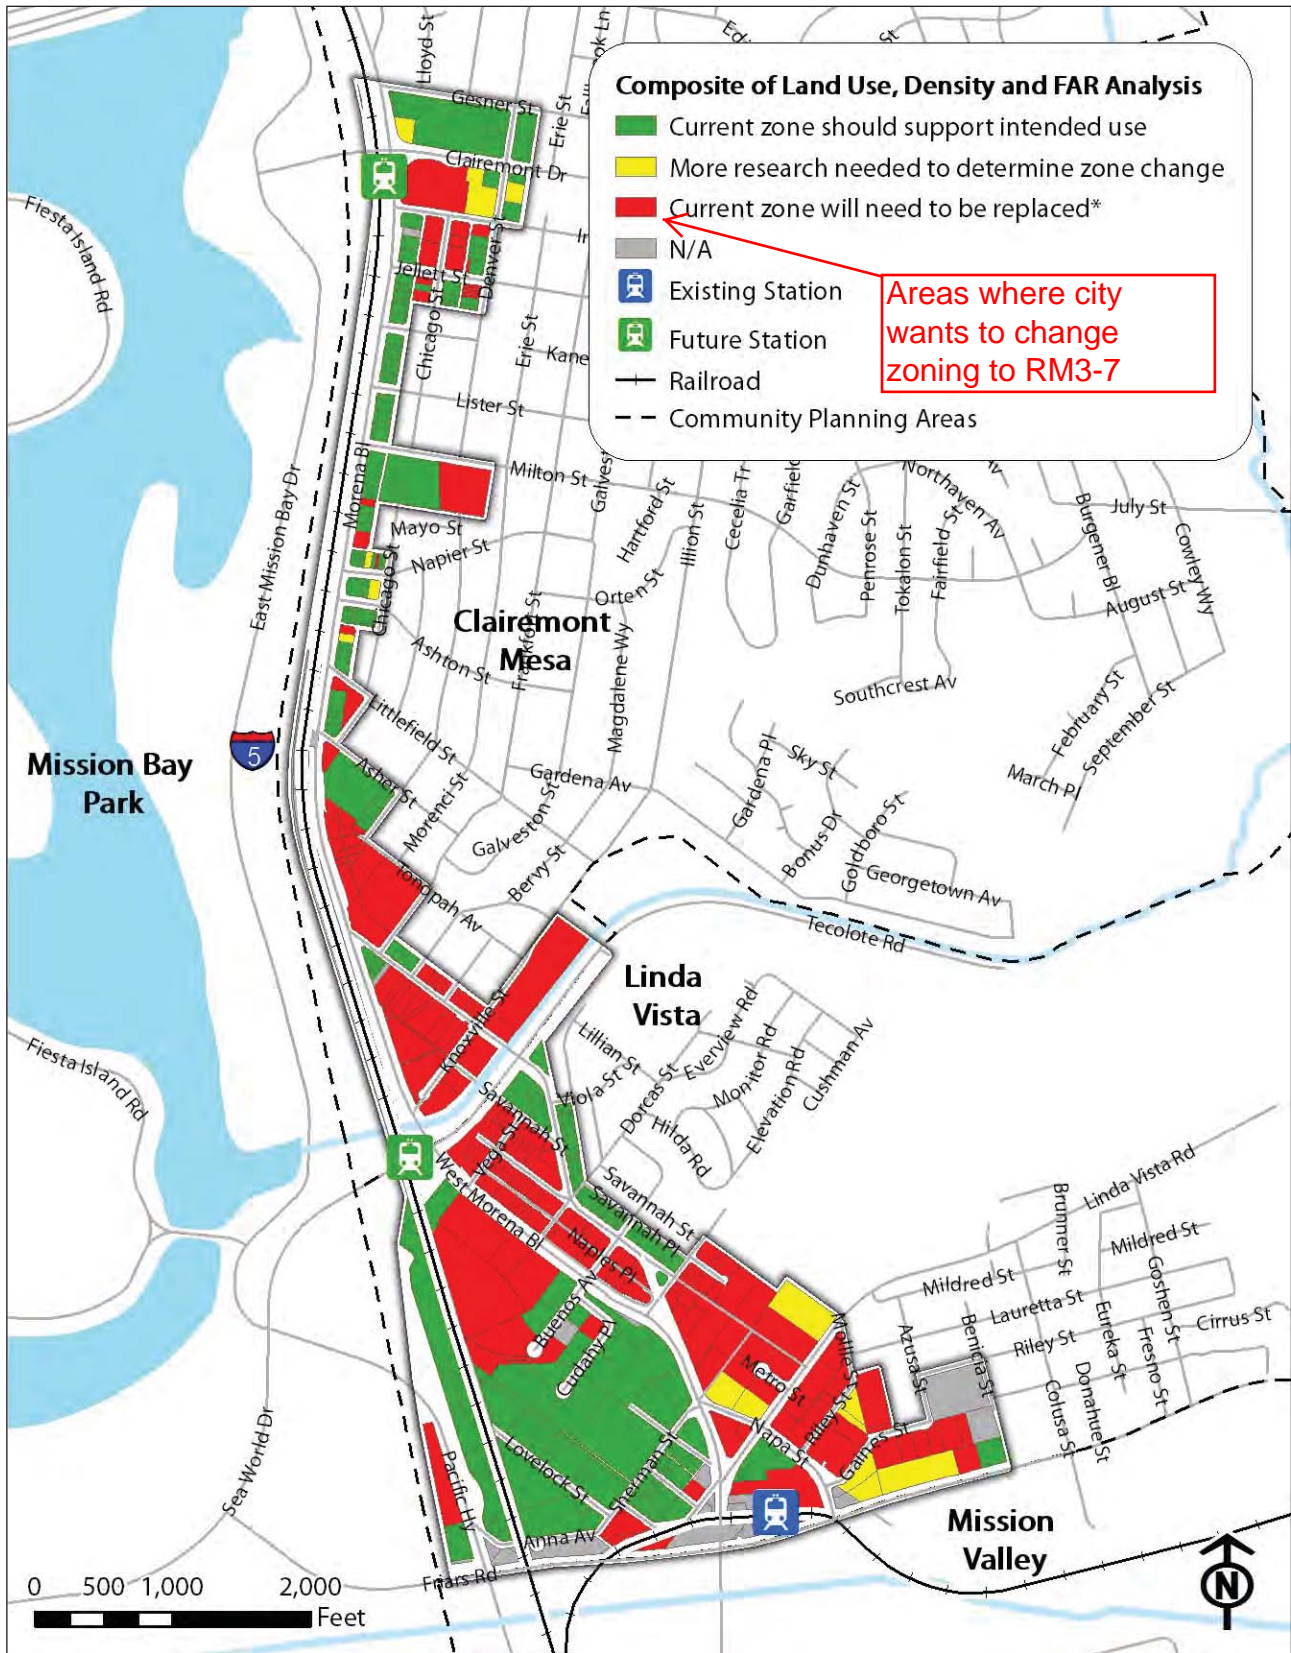 Lloyd St
ok Ln
Edi
St
Gesner St
Erie St
Clairemont Dr
Denver St
Jellett St
Chicago St
Erie St
Kane
Lister St
Fiesta Island Rd
Composite of Land Use, Density and FAR Analysis
Current zone should support intended use
More research needed to determine zone change
Current zone will need to be replaced*
N/A
Existing Station
Future Station
Railroad
Community Planning Areas
Areas where city
wants to change
zoning to RM3-7
Morena Bl
Milton St
Galvest
Mayo St
Napier St
Chicago St
East Mission Bay Dr
Hartford St
Illion St
Cecelia Tr
Garfield
Dunhaven St
Penrose St
Tokalon St
Fairfield St
Northaven Av
Burgener Bl
July St
Cowley Wy
August St
Orten St
Clairemont
Mesa
Frankfort St
Ashton St
Magdalene Wy
Southcrest Av
February St
September St
March Pl
Littlefield St
5
Mission Bay
Park
Asher St
Morenci St
Gardena Av
Galveston St
Bervy St
Gardena Pl
Sky St
Bonus Dr
Goldboro St
Georgetown Av
Tonopah Av
Tecolote Rd
Linda
Vista
Knoxville St
Fiesta Island Rd
Lillian St
Viola St
Dorcas St
Everview Rd
Monitor Rd
Elevation Rd
Cushman Av
Hilda Rd
Savannah St
Vega St
West Morena Bl
Savannah St
Savannah Pl
Naples Pl
Buenos Av
Cudahy Pl
Linda Vista Rd
Brunner St
Mildred St
Mildred St
Goshen St
Lauretta St
Riley St
Eureka St
Fresno St
Cirrus St
Azusa St
Benicia St
Colusa St
Donahue St
Mollie St
Metro St
Riley St
Napa St
Gaines St
Sea World Dr
Pacific Hy
Lovelock St
Sherman St
Anna Av
Friars Rd
Mission
Valley
N
0 500 1,000 2,000
Feet